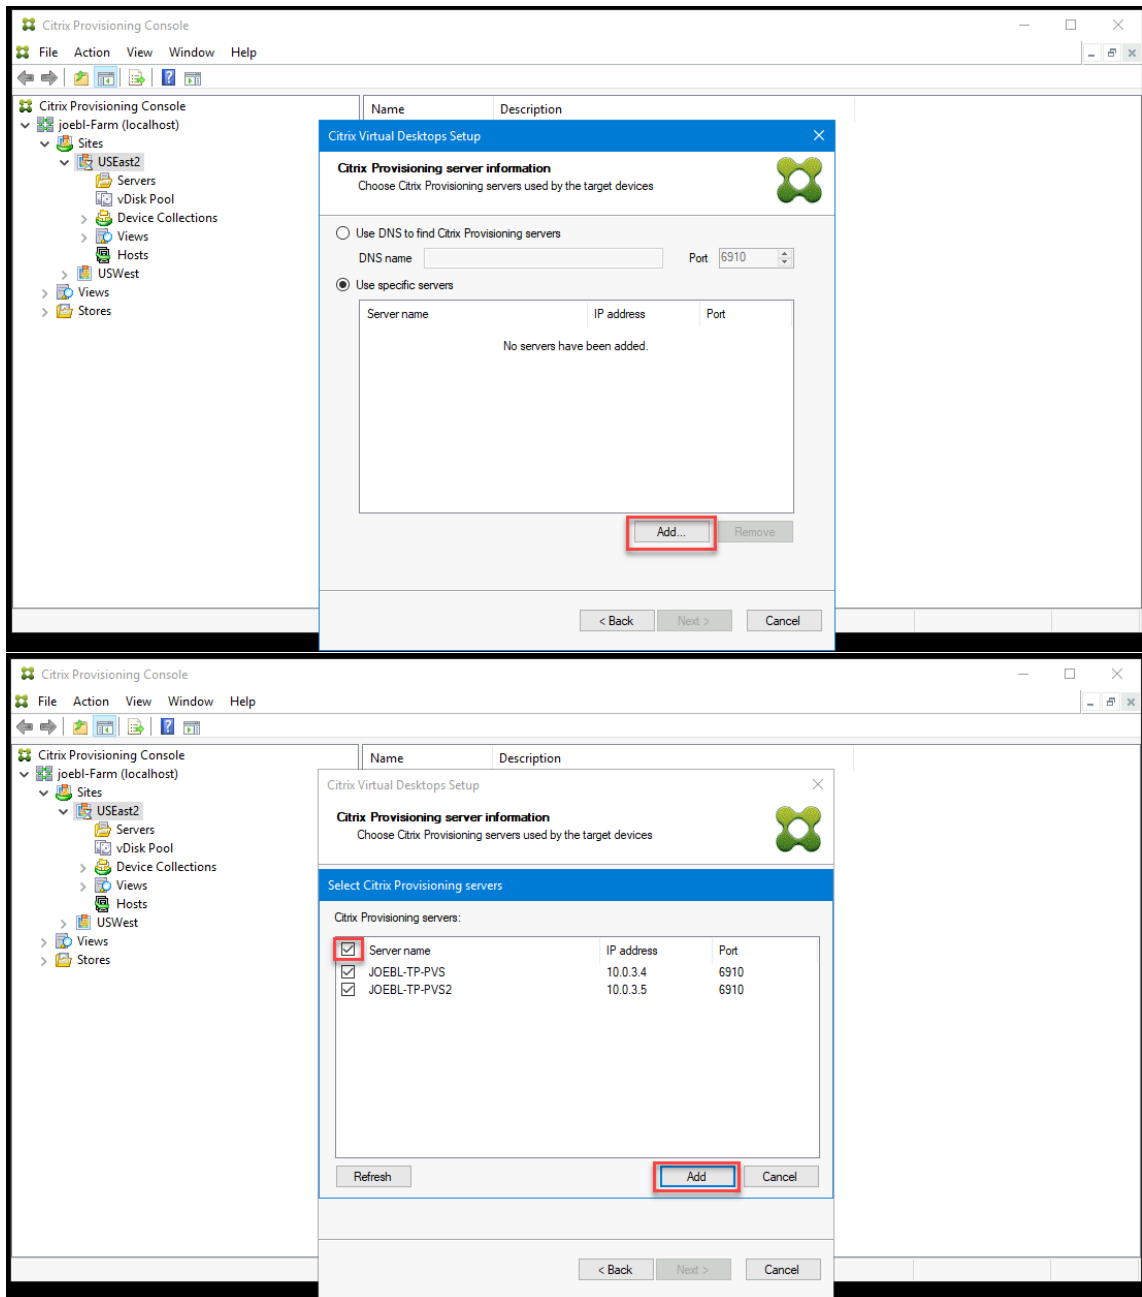 Citrix Provisioning Console
File Action View Window Help
Citrix Provisioning Console
joebl-Farm (localhost)
Sites
USEast2
Servers
vDisk Pool
Device Collections
Views
Hosts
USWest
Views
Stores
Name Description
Citrix Virtual Desktops Setup
Citrix Provisioning server information
Choose Citrix Provisioning servers used by the target devices
Use DNS to find Citrix Provisioning servers
DNS name Port 6910
Use specific servers
Server name IP address Port
No servers have been added.
Add... Remove
< Back Next > Cancel
Citrix Provisioning Console
File Action View Window Help
Citrix Provisioning Console
joebl-Farm (localhost)
Sites
USEast2
Servers
vDisk Pool
Device Collections
Views
Hosts
USWest
Views
Stores
Name Description
Citrix Virtual Desktops Setup
Citrix Provisioning server information
Choose Citrix Provisioning servers used by the target devices
Select Citrix Provisioning servers
Citrix Provisioning servers:
Server name IP address Port
JOEBL-TP-PVS 10.0.3.4 6910
JOEBL-TP-PVS2 10.0.3.5 6910
Refresh Add Cancel
< Back Next > Cancel